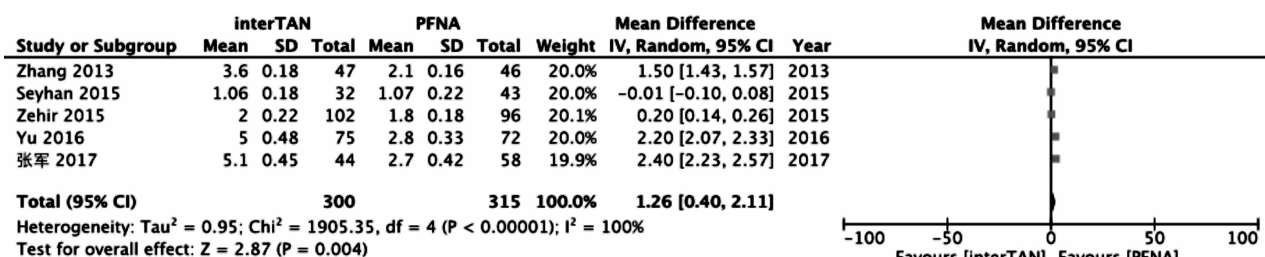 interTAN PFNA Mean Difference Mean Difference
Study or Subgroup Mean SD Total Mean SD Total Weight IV, Random, 95% CI Year IV, Random, 95% CI
Zhang 2013 3.6 0.18 47 2.1 0.16 46 20.0% 1.50 [1.43, 1.57] 2013
Seyhan 2015 1.06 0.18 32 1.07 0.22 43 20.0% −0.01 [−0.10, 0.08] 2015
Zehir 2015 2 0.22 102 1.8 0.18 96 20.1% 0.20 [0.14, 0.26] 2015
Yu 2016 5 0.48 75 2.8 0.33 72 20.0% 2.20 [2.07, 2.33] 2016
张军 2017 5.1 0.45 44 2.7 0.42 58 19.9% 2.40 [2.23, 2.57] 2017
Total (95% CI) 300 315 100.0% 1.26 [0.40, 2.11]
Heterogeneity: Tau² = 0.95; Chi² = 1905.35, df = 4 (P < 0.00001); I² = 100%
Test for overall effect: Z = 2.87 (P = 0.004)
−100 −50 0 50 100
Favours [interTAN] Favours [PFNA]